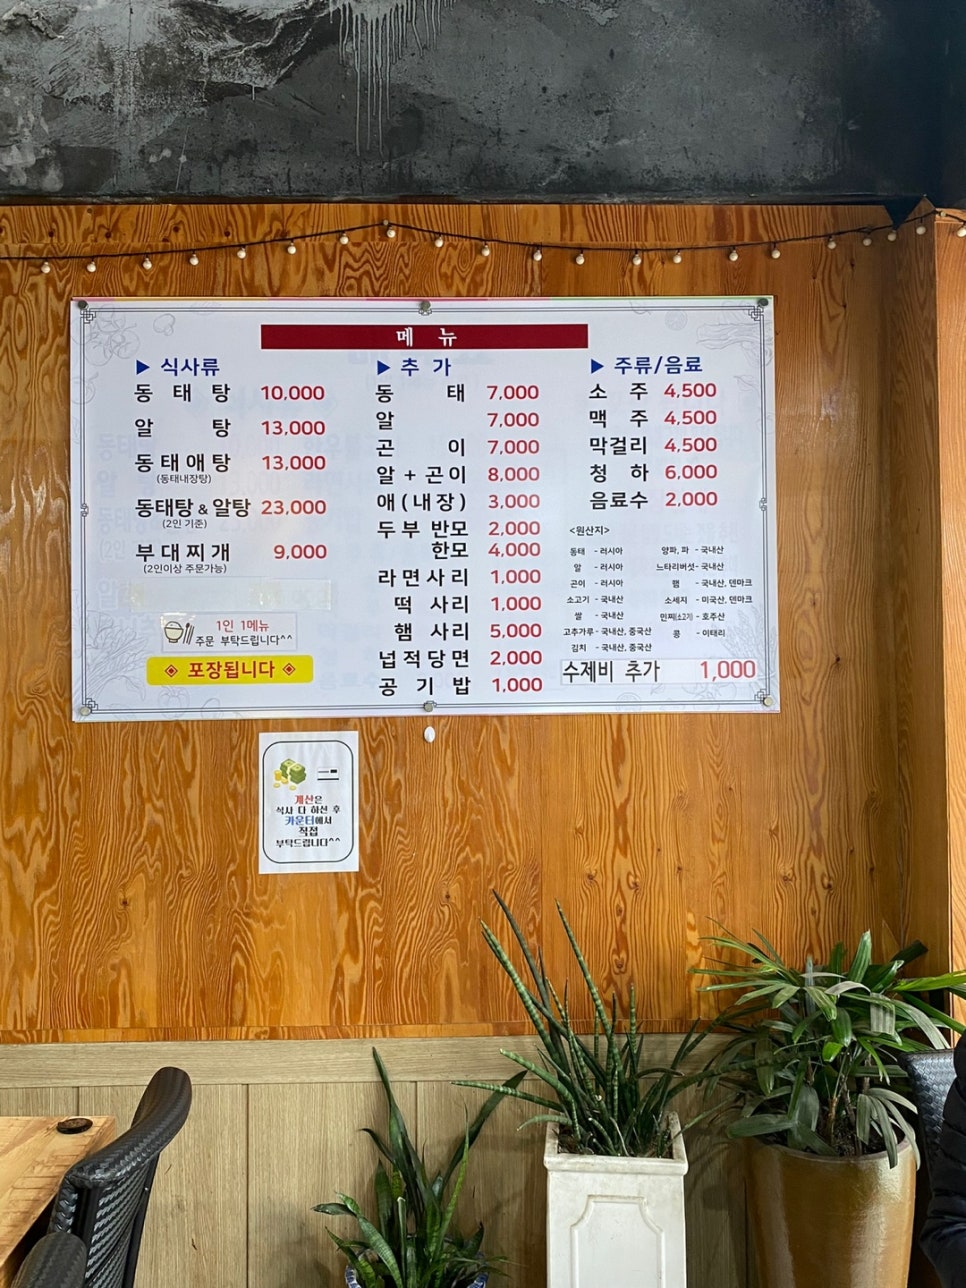 메 뉴
▶ 식사류
동 태 탕 10,000
알 탕 13,000
동태애탕 13,000
(동태내장탕)
동태탕 & 알탕 23,000
(2인 기준)
부대찌개 9,000
(2인이상 주문가능)
1인 1메뉴
주문 부탁드립니다^^
◈ 포장됩니다 ◈
▶ 추 가
동 태 7,000
알 7,000
곤 이 7,000
알 + 곤이 8,000
애(내장) 3,000
두부 반모 2,000
한모 4,000
라면사리 1,000
떡 사리 1,000
햄 사리 5,000
넙적당면 2,000
공 기 밥 1,000
▶ 주류/음료
소 주 4,500
맥 주 4,500
막걸리 4,500
청 하 6,000
음료수 2,000
<원산지>
동태 - 러시아
알 - 러시아
곤이 - 러시아
소고기 - 국내산
쌀 - 국내산
고추가루 - 국내산, 중국산
김치 - 국내산, 중국산
양파, 파 - 국내산
느타리버섯 - 국내산
햄 - 국내산, 덴마크
소세지 - 미국산, 덴마크
민찌(소고기) - 호주산
콩 - 이태리
수제비 추가 1,000
계산은
식사 다 하신 후
카운터에서
직접
부탁드립니다^^